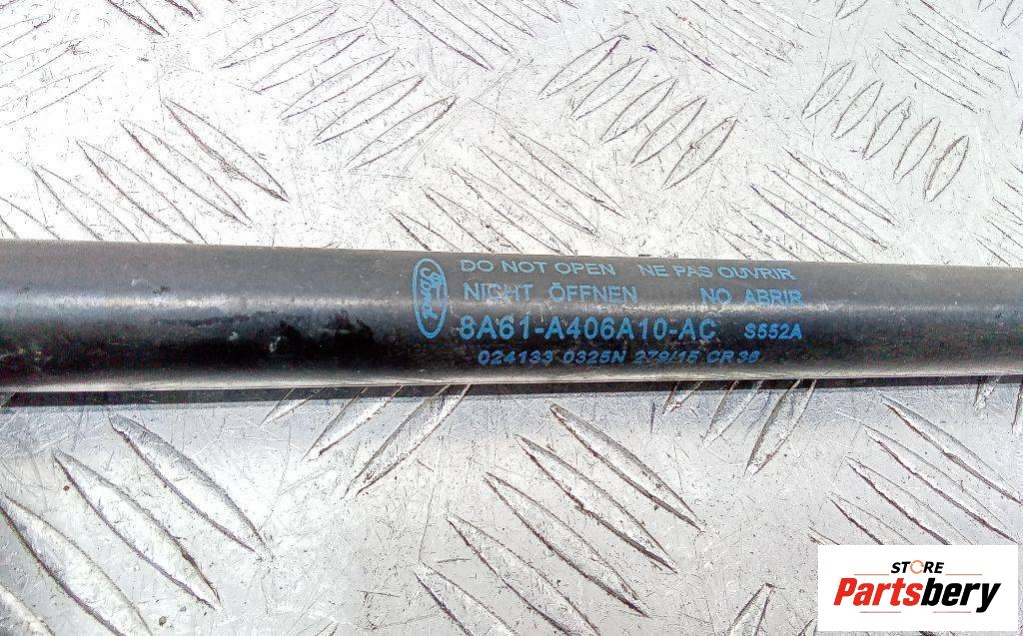 Ford
DO NOT OPEN NE PAS OUVRIR
NICHT ÖFFNEN NO ABRIR
8A61-A406A10-AC S552A
024133 0325N 279/15 CR36
STORE
Partsbery